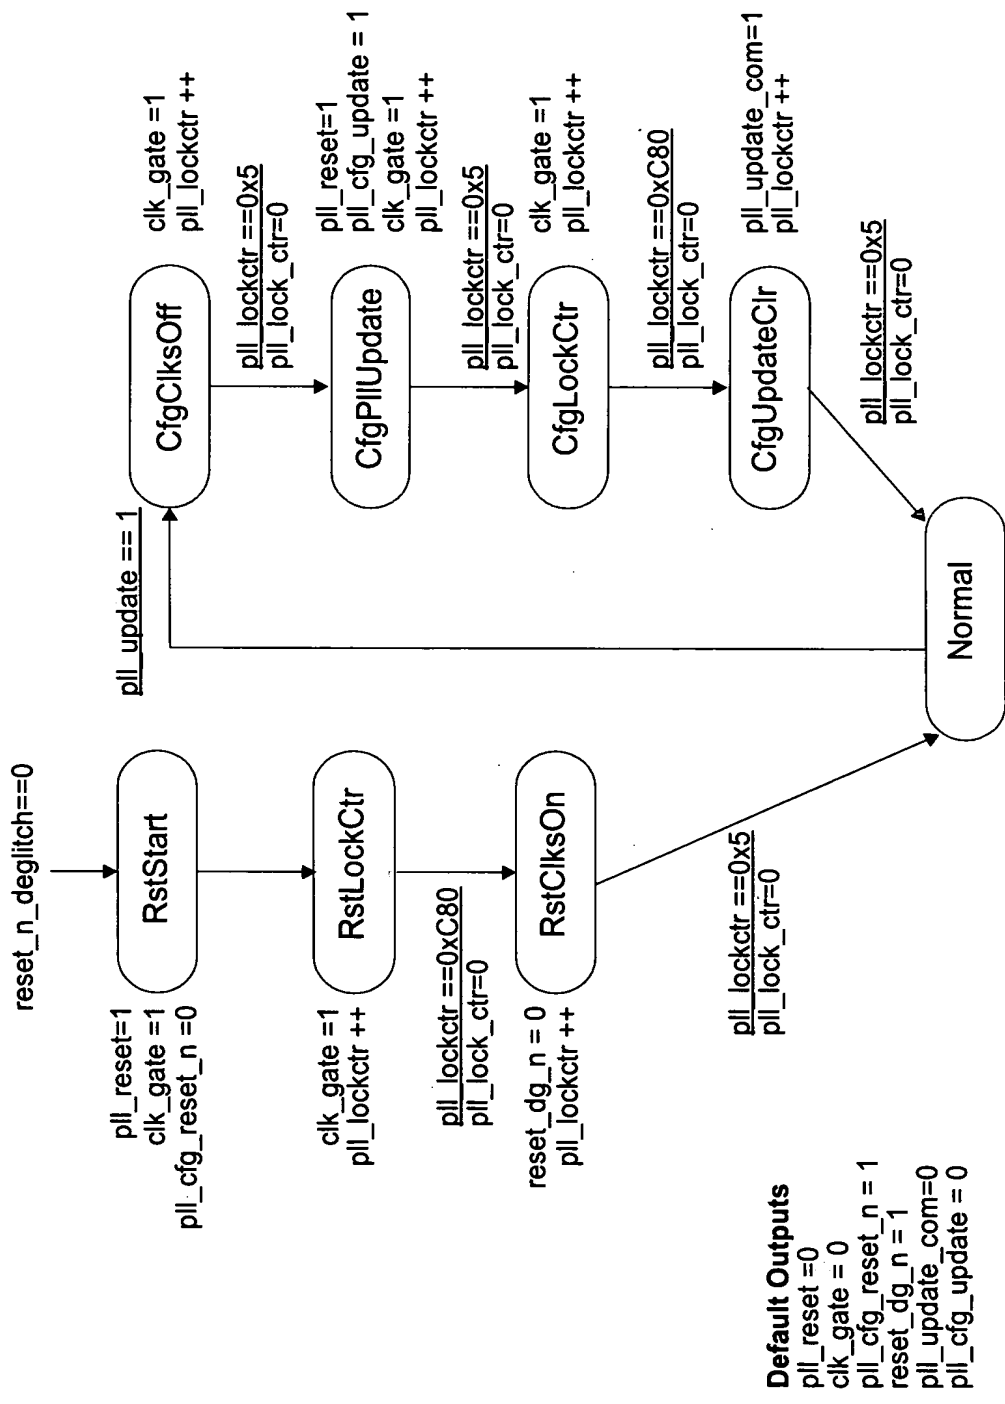 reset_n_deglitch==0
RstStart
pll_reset=1
clk_gate =1
pll_cfg_reset_n =0
RstLockCtr
clk_gate =1
pll_lockctr ++
pll_lockctr ==0xC80
pll_lock_ctr=0
RstClksOn
reset_dg_n = 0
pll_lockctr ++
pll_lockctr ==0x5
pll_lock_ctr=0
Normal
pll_update == 1
CfgClksOff
clk_gate =1
pll_lockctr ++
pll_lockctr ==0x5
pll_lock_ctr=0
CfgPllUpdate
pll_reset=1
pll_cfg_update = 1
clk_gate =1
pll_lockctr ++
pll_lockctr ==0x5
pll_lock_ctr=0
CfgLockCtr
clk_gate =1
pll_lockctr ++
pll_lockctr ==0xC80
pll_lock_ctr=0
CfgUpdateClr
pll_update_com=1
pll_lockctr ++
pll_lockctr ==0x5
pll_lock_ctr=0
Default Outputs
pll_reset =0
clk_gate = 0
pll_cfg_reset_n = 1
reset_dg_n = 1
pll_update_com=0
pll_cfg_update = 0